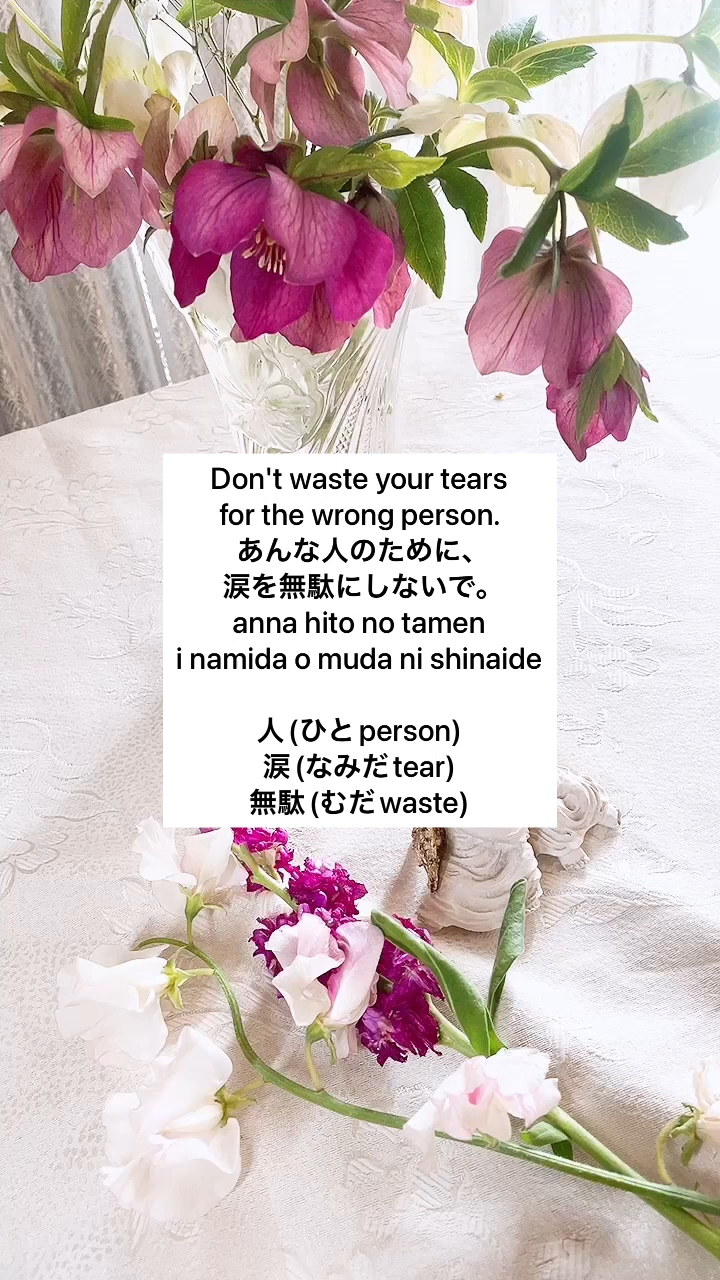 Don't waste your tears
for the wrong person.
あんな人のために、
涙を無駄にしないで。
anna hito no tamen
i namida o muda ni shinaide
人 (ひと person)
涙 (なみだ tear)
無駄 (むだ waste)